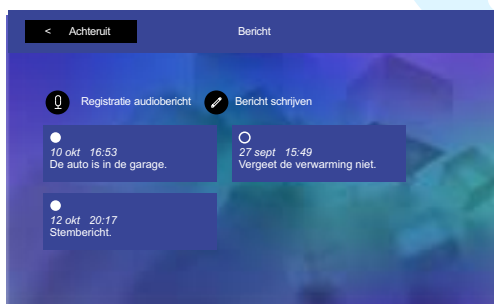 < Achteruit
Bericht
Registratie audiobericht
Bericht schrijven
10 okt 16:53
De auto is in de garage.
27 sept 15:49
Vergeet de verwarming niet.
12 okt 20:17
Stembericht.